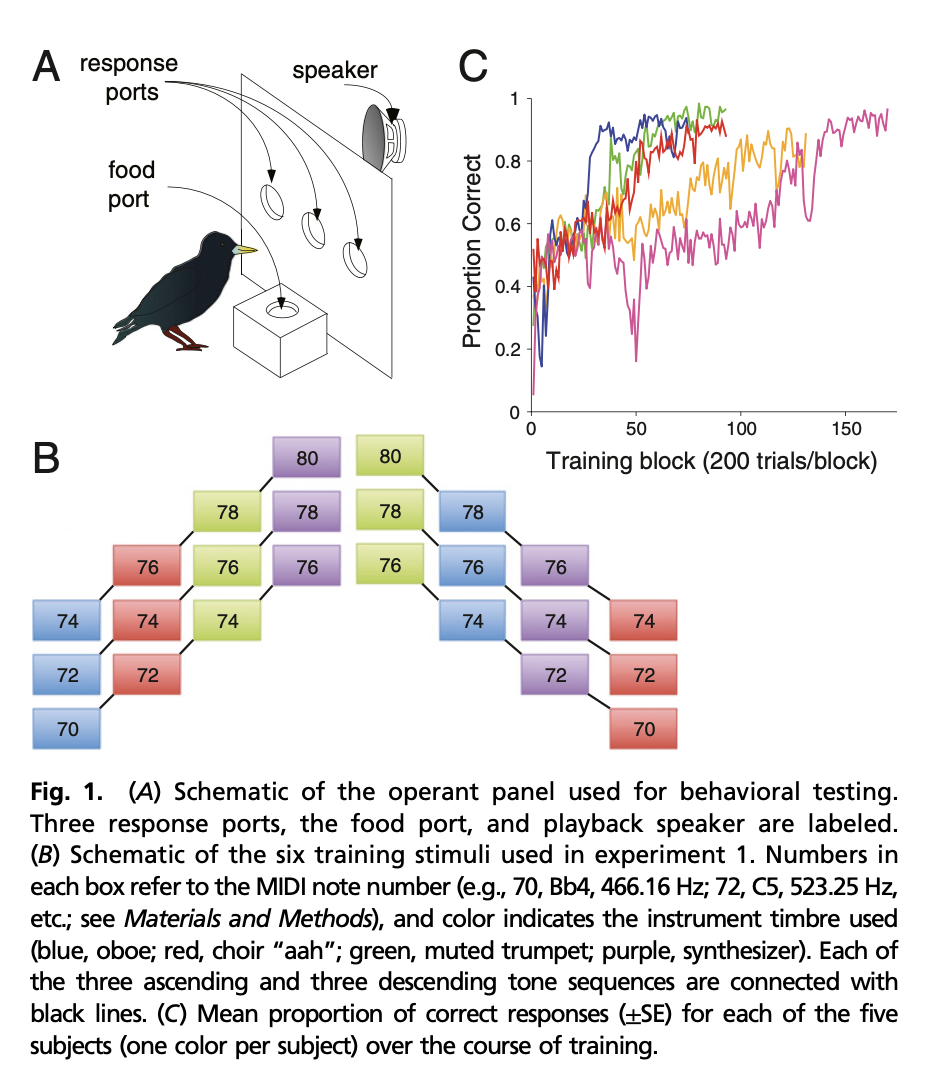 A
response
ports
speaker
food
port
C
1
0.8
0.6
0.4
0.2
0
Proportion Correct
0 50 100 150
Training block (200 trials/block)
B
80 80
78 78 78 78
76 76 76 76 76 76
74 74 74 74 74 74
72 72 72 72
70 70
Fig. 1. (A) Schematic of the operant panel used for behavioral testing.
Three response ports, the food port, and playback speaker are labeled.
(B) Schematic of the six training stimuli used in experiment 1. Numbers in
each box refer to the MIDI note number (e.g., 70, Bb4, 466.16 Hz; 72, C5, 523.25 Hz,
etc.; see Materials and Methods), and color indicates the instrument timbre used
(blue, oboe; red, choir “aah”; green, muted trumpet; purple, synthesizer). Each of
the three ascending and three descending tone sequences are connected with
black lines. (C) Mean proportion of correct responses (±SE) for each of the five
subjects (one color per subject) over the course of training.